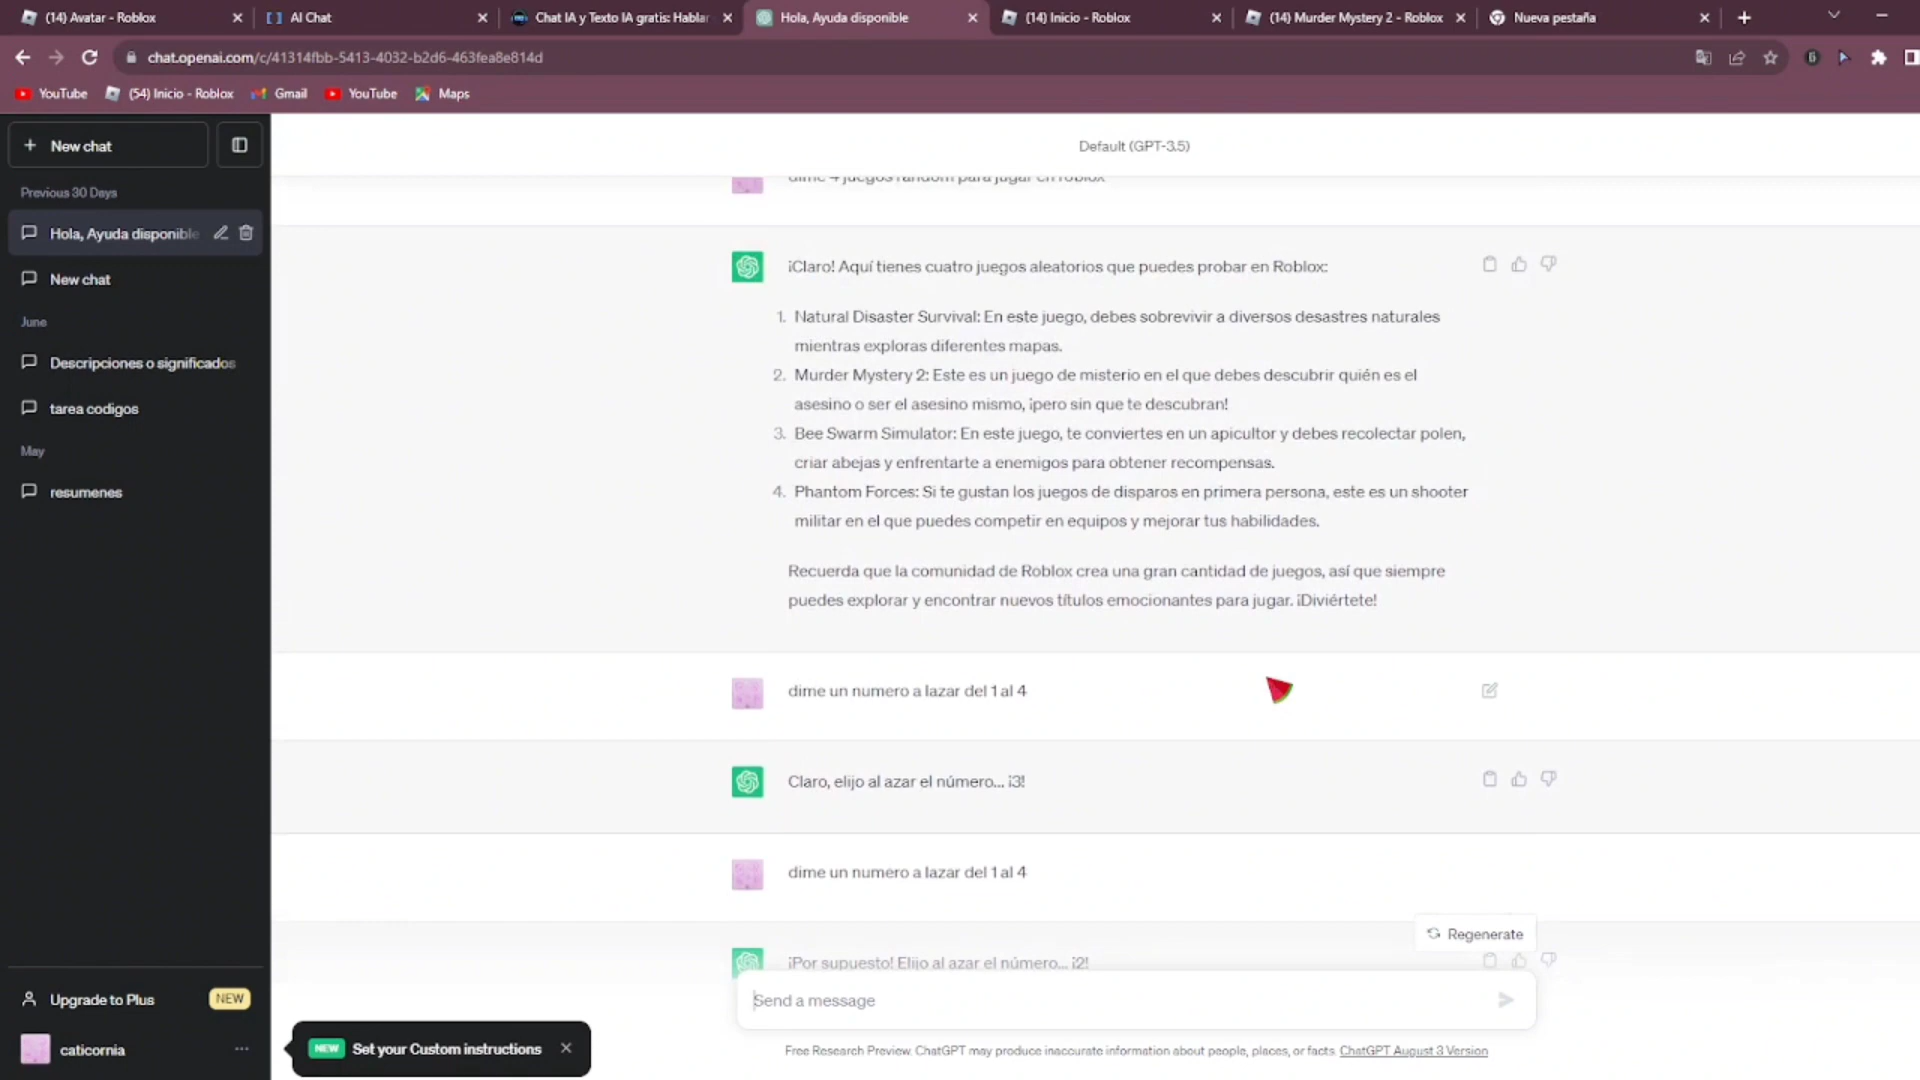 (14) Avatar - Roblox
AI Chat
Chat IA y Texto IA gratis: Hablar
Hola, Ayuda disponible
(14) Inicio - Roblox
(14) Murder Mystery 2 - Roblox
Nueva pestaña
chat.openai.com/c/41314fbb-5413-4032-b2d6-463fea8e814d
YouTube
(54) Inicio - Roblox
Gmail
YouTube
Maps
New chat
Previous 30 Days
Hola, Ayuda disponible
New chat
June
Descripciones o significados
tarea codigos
May
resumenes
Upgrade to Plus
NEW
caticornia
Default (GPT-3.5)
dime 4 juegos random para jugar en roblox
¡Claro! Aquí tienes cuatro juegos aleatorios que puedes probar en Roblox:
1. Natural Disaster Survival: En este juego, debes sobrevivir a diversos desastres naturales
mientras exploras diferentes mapas.
2. Murder Mystery 2: Este es un juego de misterio en el que debes descubrir quién es el
asesino o ser el asesino mismo, ¡pero sin que te descubran!
3. Bee Swarm Simulator: En este juego, te conviertes en un apicultor y debes recolectar polen,
criar abejas y enfrentarte a enemigos para obtener recompensas.
4. Phantom Forces: Si te gustan los juegos de disparos en primera persona, este es un shooter
militar en el que puedes competir en equipos y mejorar tus habilidades.
Recuerda que la comunidad de Roblox crea una gran cantidad de juegos, así que siempre
puedes explorar y encontrar nuevos títulos emocionantes para jugar. ¡Diviértete!
dime un numero a lazar del 1 al 4
Claro, elijo al azar el número... ¡3!
dime un numero a lazar del 1 al 4
Regenerate
¡Por supuesto! Elijo al azar el número... ¡2!
Send a message
NEW Set your Custom instructions
Free Research Preview. ChatGPT may produce inaccurate information about people, places, or facts. ChatGPT August 3 Version